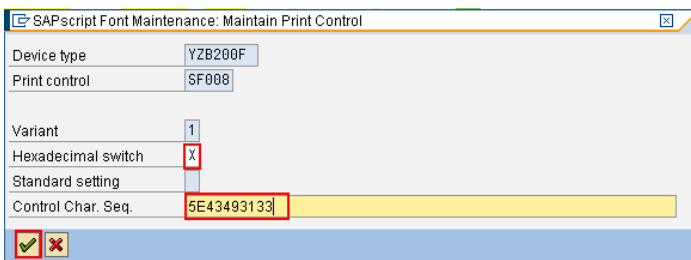 SAPscript Font Maintenance: Maintain Print Control
Device type YZB200F
Print control SF008
Variant 1
Hexadecimal switch X
Standard setting
Control Char. Seq. 5E43493133